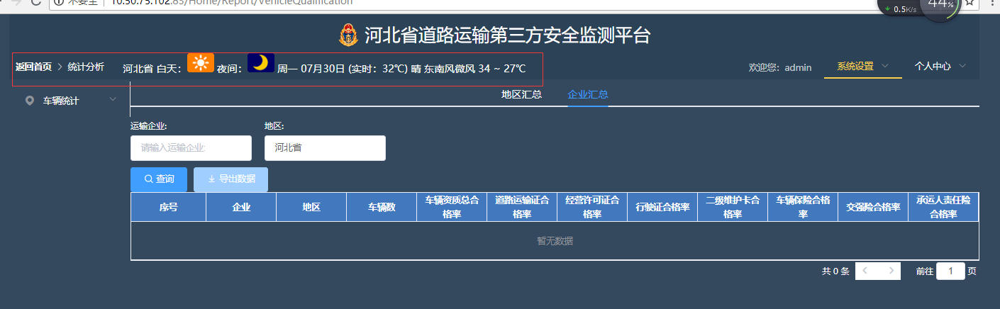 不安全 10.50.75.102:83/Home/Report/VehicleQualification
0.5K/s 44%
河北省道路运输第三方安全监测平台
返回首页 > 统计分析 河北省 白天: 夜间: 周一 07月30日 (实时：32℃) 晴 东南风微风 34 ~ 27℃
欢迎您: admin 系统设置 个人中心
车辆统计
地区汇总 企业汇总
运输企业: 地区:
请输入运输企业: 河北省
查询 导出数据
序号 企业 地区 车辆数 车辆资质总合格率 道路运输证合格率 经营许可证合格率 行驶证合格率 二级维护卡合格率 车辆保险合格率 交强险合格率 承运人责任险合格率
暂无数据
共 0 条 < > 前往 1 页